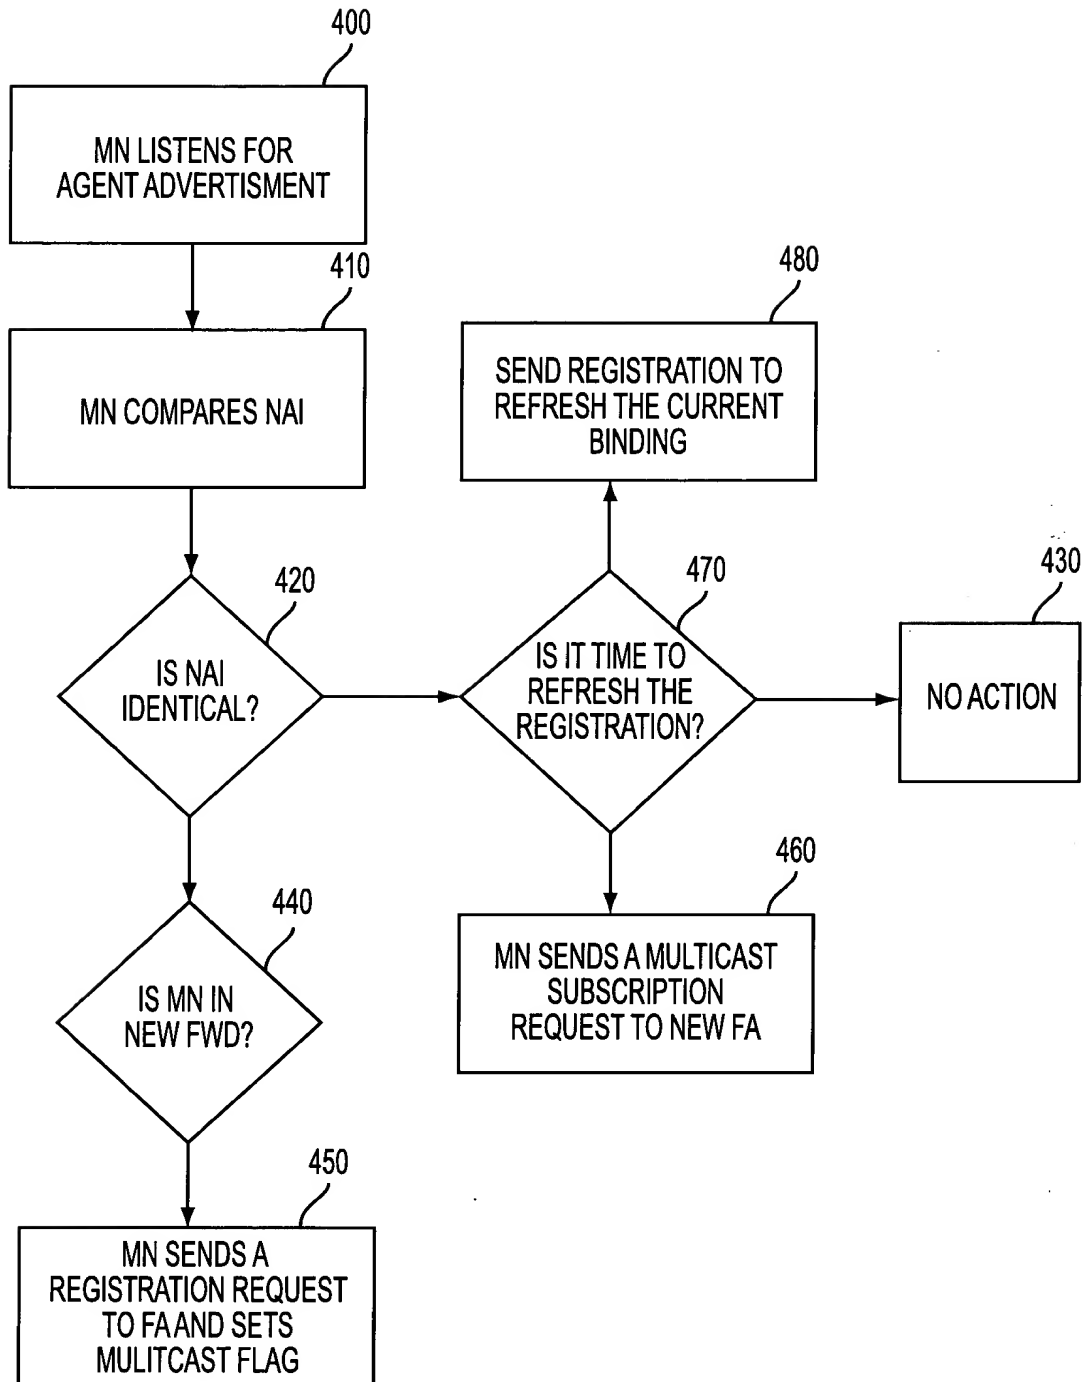 400
MN LISTENS FOR
AGENT ADVERTISMENT
410
MN COMPARES NAI
480
SEND REGISTRATION TO
REFRESH THE CURRENT
BINDING
420
IS NAI
IDENTICAL?
470
IS IT TIME TO
REFRESH THE
REGISTRATION?
430
NO ACTION
440
IS MN IN
NEW FWD?
460
MN SENDS A MULTICAST
SUBSCRIPTION
REQUEST TO NEW FA
450
MN SENDS A
REGISTRATION REQUEST
TO FA AND SETS
MULITCAST FLAG